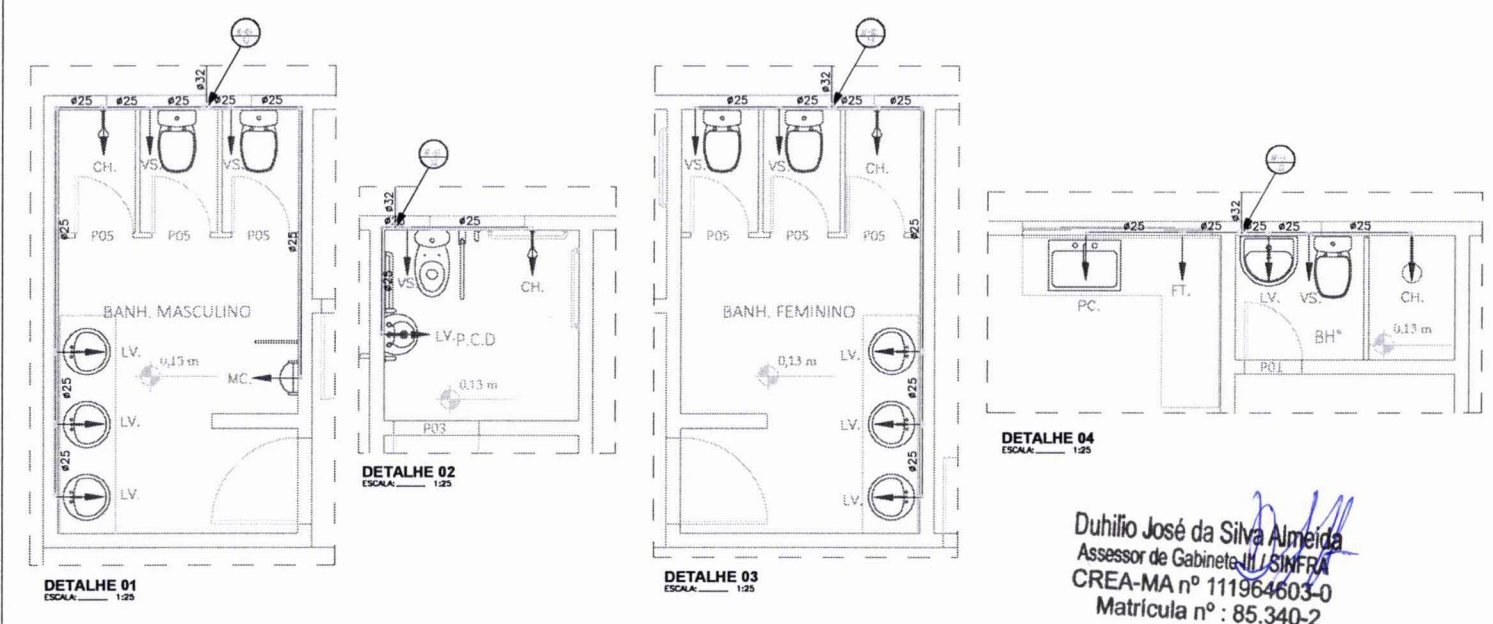 ø32
ø25 ø25 ø25 ø25 ø25
CH. VS. VS.
P05 P05 P05
ø25 ø25
BANH. MASCULINO
LV.
0,13 m
MC.
ø25
LV.
ø25
LV.
DETALHE 01
ESCALA: 1:25
ø32
ø25 ø25
VS. CH.
ø25
LV. P.C.D
0,13 m
P03
DETALHE 02
ESCALA: 1:25
ø32
ø25 ø25 ø25 ø25
VS. VS. CH.
P05 P05 P05
ø25
BANH. FEMININO
LV.
0,13 m
ø25
LV.
ø25
LV.
DETALHE 03
ESCALA: 1:25
ø32
ø25 ø25 ø25 ø25 ø25
PC. FT. LV. VS. CH.
BHº
0,13 m
P01
DETALHE 04
ESCALA: 1:25
Duhilio José da Silva Almeida
Assessor de Gabinete III / SINFRA
CREA-MA nº 111964603-0
Matrícula nº : 85.340-2